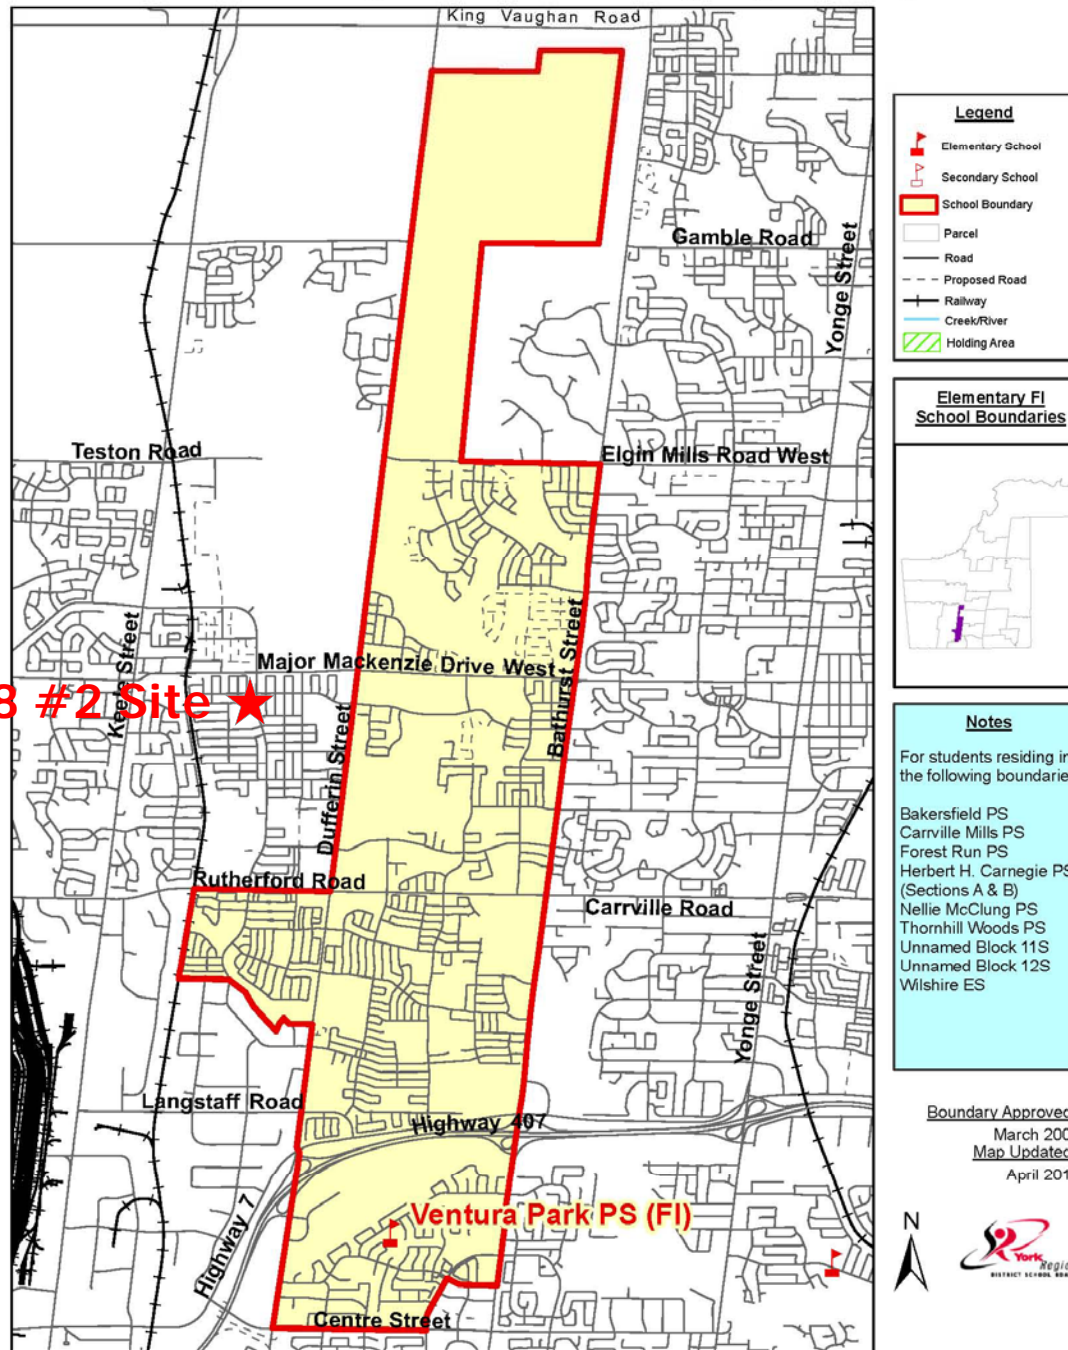 King Vaughan Road
Gamble Road
Yonge Street
Teston Road
Elgin Mills Road West
Keele Street
Bathurst Street
Major Mackenzie Drive West
8 #2 Site
Dufferin Street
Rutherford Road
Carrville Road
Yonge Street
Langstaff Road
Highway 407
Highway 7
Ventura Park PS (FI)
Centre Street
Legend
Elementary School
Secondary School
School Boundary
Parcel
Road
Proposed Road
Railway
Creek/River
Holding Area
Elementary FI
School Boundaries
Notes
For students residing in
the following boundarie
Bakersfield PS
Carrville Mills PS
Forest Run PS
Herbert H. Carnegie PS
(Sections A & B)
Nellie McClung PS
Thornhill Woods PS
Unnamed Block 11S
Unnamed Block 12S
Wilshire ES
Boundary Approved
March 200
Map Updated
April 201
N
York
Regio
DISTRICT SCHOOL BOA